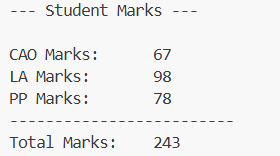 --- Student Marks ---
CAO Marks: 67
LA Marks: 98
PP Marks: 78
-------------------------
Total Marks: 243